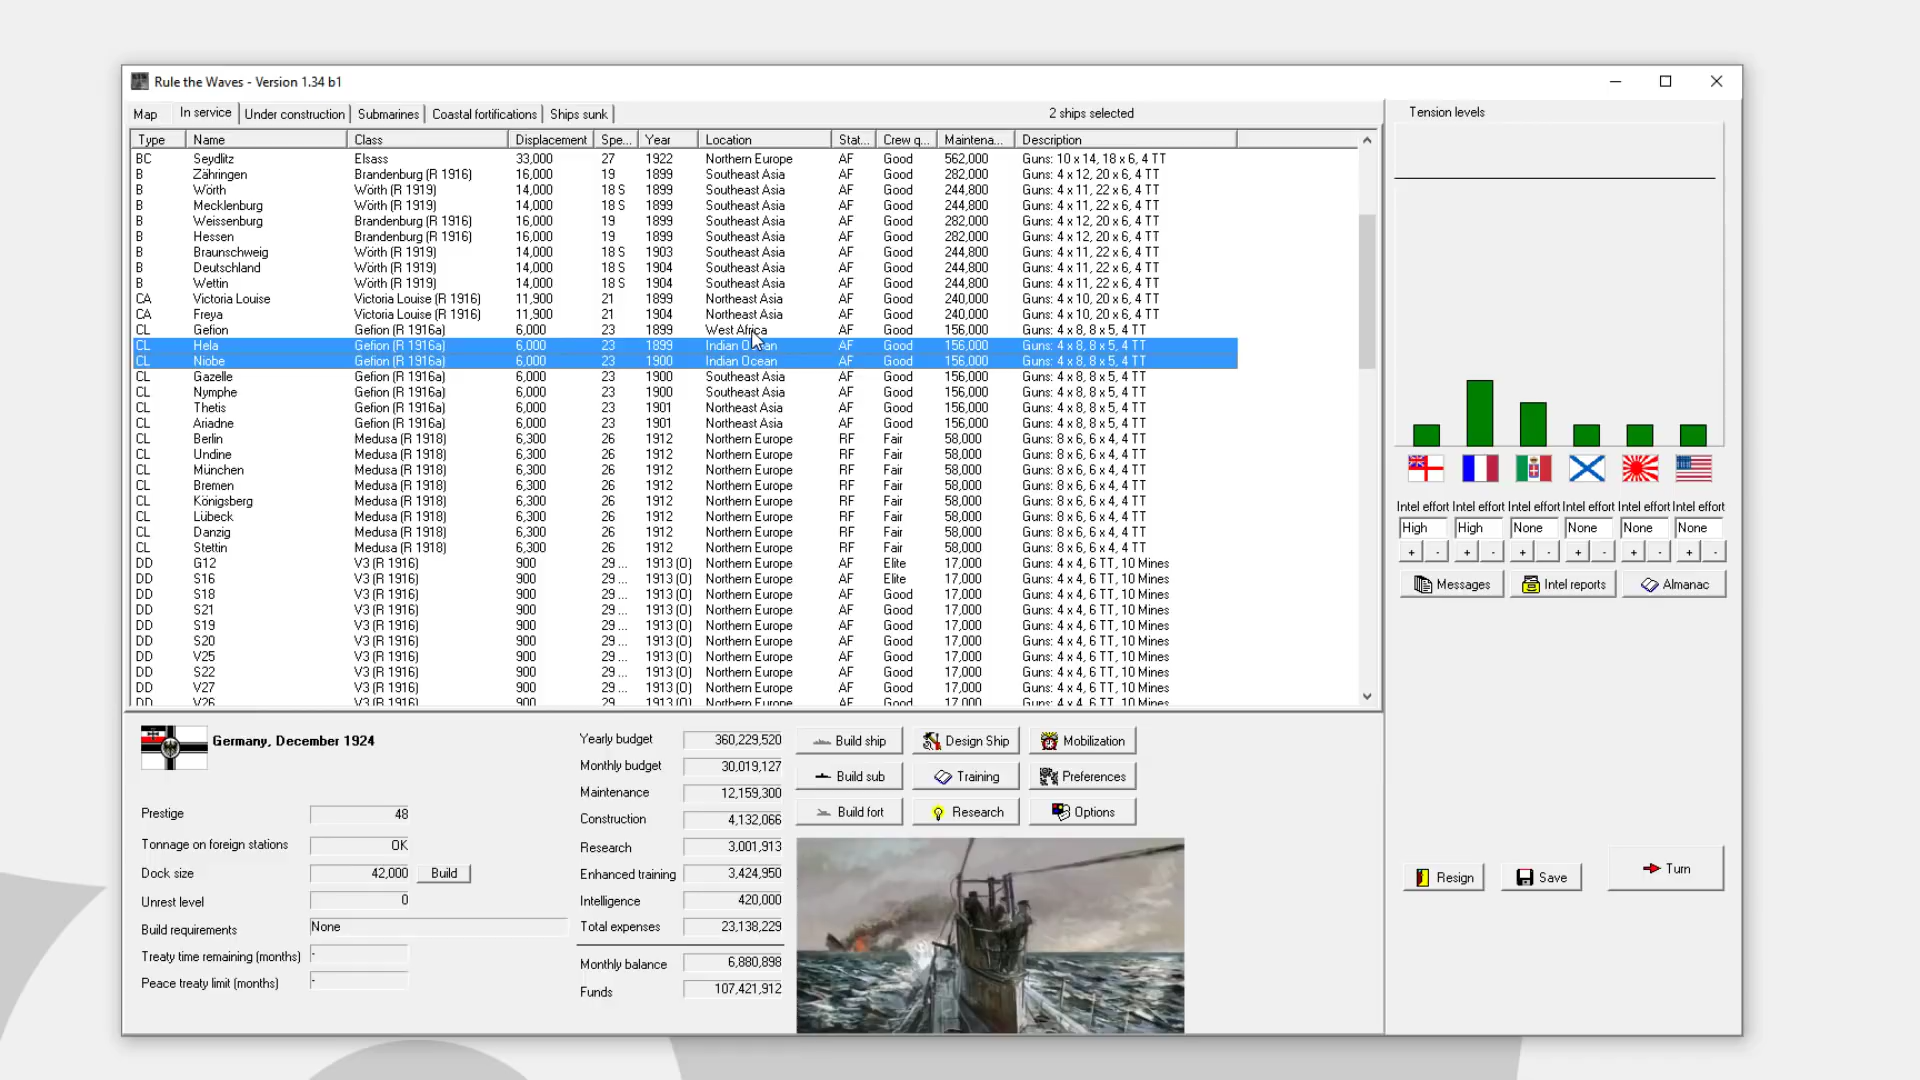 Rule the Waves - Version 1.34 b1
Map In service Under construction Submarines Coastal fortifications Ships sunk 2 ships selected
Type Name Class Displacement Spe... Year Location Stat... Crew q... Maintena... Description
BC Seydlitz Elsass 33,000 27 1922 Northern Europe AF Good 562,000 Guns: 10 x 14, 18 x 6, 4 TT
B Zähringen Brandenburg (R 1916) 16,000 19 1899 Southeast Asia AF Good 282,000 Guns: 4 x 12, 20 x 6, 4 TT
B Wörth Wörth (R 1919) 14,000 18 S 1899 Southeast Asia AF Good 244,800 Guns: 4 x 11, 22 x 6, 4 TT
B Mecklenburg Wörth (R 1919) 14,000 18 S 1899 Southeast Asia AF Good 244,800 Guns: 4 x 11, 22 x 6, 4 TT
B Weissenburg Brandenburg (R 1916) 16,000 19 1899 Southeast Asia AF Good 282,000 Guns: 4 x 12, 20 x 6, 4 TT
B Hessen Brandenburg (R 1916) 16,000 19 1899 Southeast Asia AF Good 282,000 Guns: 4 x 12, 20 x 6, 4 TT
B Braunschweig Wörth (R 1919) 14,000 18 S 1903 Southeast Asia AF Good 244,800 Guns: 4 x 11, 22 x 6, 4 TT
B Deutschland Wörth (R 1919) 14,000 18 S 1904 Southeast Asia AF Good 244,800 Guns: 4 x 11, 22 x 6, 4 TT
B Wettin Wörth (R 1919) 14,000 18 S 1904 Southeast Asia AF Good 244,800 Guns: 4 x 11, 22 x 6, 4 TT
CA Victoria Louise Victoria Louise (R 1916) 11,900 21 1899 Northeast Asia AF Good 240,000 Guns: 4 x 10, 20 x 6, 4 TT
CA Freya Victoria Louise (R 1916) 11,900 21 1904 Northeast Asia AF Good 240,000 Guns: 4 x 10, 20 x 6, 4 TT
CL Gefion Gefion (R 1916a) 6,000 23 1899 West Africa AF Good 156,000 Guns: 4 x 8, 8 x 5, 4 TT
CL Hela Gefion (R 1916a) 6,000 23 1899 Indian Ocean AF Good 156,000 Guns: 4 x 8, 8 x 5, 4 TT
CL Niobe Gefion (R 1916a) 6,000 23 1900 Indian Ocean AF Good 156,000 Guns: 4 x 8, 8 x 5, 4 TT
CL Gazelle Gefion (R 1916a) 6,000 23 1900 Southeast Asia AF Good 156,000 Guns: 4 x 8, 8 x 5, 4 TT
CL Nymphe Gefion (R 1916a) 6,000 23 1900 Southeast Asia AF Good 156,000 Guns: 4 x 8, 8 x 5, 4 TT
CL Thetis Gefion (R 1916a) 6,000 23 1901 Northeast Asia AF Good 156,000 Guns: 4 x 8, 8 x 5, 4 TT
CL Ariadne Gefion (R 1916a) 6,000 23 1901 Northeast Asia AF Good 156,000 Guns: 4 x 8, 8 x 5, 4 TT
CL Berlin Medusa (R 1918) 6,300 26 1912 Northern Europe RF Fair 58,000 Guns: 8 x 6, 6 x 4, 4 TT
CL Undine Medusa (R 1918) 6,300 26 1912 Northern Europe RF Fair 58,000 Guns: 8 x 6, 6 x 4, 4 TT
CL München Medusa (R 1918) 6,300 26 1912 Northern Europe RF Fair 58,000 Guns: 8 x 6, 6 x 4, 4 TT
CL Bremen Medusa (R 1918) 6,300 26 1912 Northern Europe RF Fair 58,000 Guns: 8 x 6, 6 x 4, 4 TT
CL Königsberg Medusa (R 1918) 6,300 26 1912 Northern Europe RF Fair 58,000 Guns: 8 x 6, 6 x 4, 4 TT
CL Lübeck Medusa (R 1918) 6,300 26 1912 Northern Europe RF Fair 58,000 Guns: 8 x 6, 6 x 4, 4 TT
CL Danzig Medusa (R 1918) 6,300 26 1912 Northern Europe RF Fair 58,000 Guns: 8 x 6, 6 x 4, 4 TT
CL Stettin Medusa (R 1918) 6,300 26 1912 Northern Europe RF Fair 58,000 Guns: 8 x 6, 6 x 4, 4 TT
DD G12 V3 (R 1916) 900 29 ... 1913 (O) Northern Europe AF Elite 17,000 Guns: 4 x 4, 6 TT, 10 Mines
DD S16 V3 (R 1916) 900 29 ... 1913 (O) Northern Europe AF Elite 17,000 Guns: 4 x 4, 6 TT, 10 Mines
DD S18 V3 (R 1916) 900 29 ... 1913 (O) Northern Europe AF Good 17,000 Guns: 4 x 4, 6 TT, 10 Mines
DD S21 V3 (R 1916) 900 29 ... 1913 (O) Northern Europe AF Good 17,000 Guns: 4 x 4, 6 TT, 10 Mines
DD S19 V3 (R 1916) 900 29 ... 1913 (O) Northern Europe AF Good 17,000 Guns: 4 x 4, 6 TT, 10 Mines
DD S20 V3 (R 1916) 900 29 ... 1913 (O) Northern Europe AF Good 17,000 Guns: 4 x 4, 6 TT, 10 Mines
DD V25 V3 (R 1916) 900 29 ... 1913 (O) Northern Europe AF Good 17,000 Guns: 4 x 4, 6 TT, 10 Mines
DD S22 V3 (R 1916) 900 29 ... 1913 (O) Northern Europe AF Good 17,000 Guns: 4 x 4, 6 TT, 10 Mines
DD V27 V3 (R 1916) 900 29 ... 1913 (O) Northern Europe AF Good 17,000 Guns: 4 x 4, 6 TT, 10 Mines
DD V26 V3 (R 1916) 900 29 ... 1913 (O) Northern Europe AF Good 17,000 Guns: 4 x 4, 6 TT, 10 Mines
Tension levels
Intel effort Intel effort Intel effort Intel effort Intel effort Intel effort
High High None None None None
+ - + - + - + - + - + -
Messages Intel reports Almanac
Resign Save Turn
Germany, December 1924
Prestige 48
Tonnage on foreign stations OK
Dock size 42,000 Build
Unrest level 0
Build requirements None
Treaty time remaining (months) -
Peace treaty limit (months) -
Yearly budget 360,229,520
Monthly budget 30,019,127
Maintenance 12,159,300
Construction 4,132,066
Research 3,001,913
Enhanced training 3,424,950
Intelligence 420,000
Total expenses 23,138,229
Monthly balance 6,880,898
Funds 107,421,912
Build ship Design Ship Mobilization
Build sub Training Preferences
Build fort Research Options